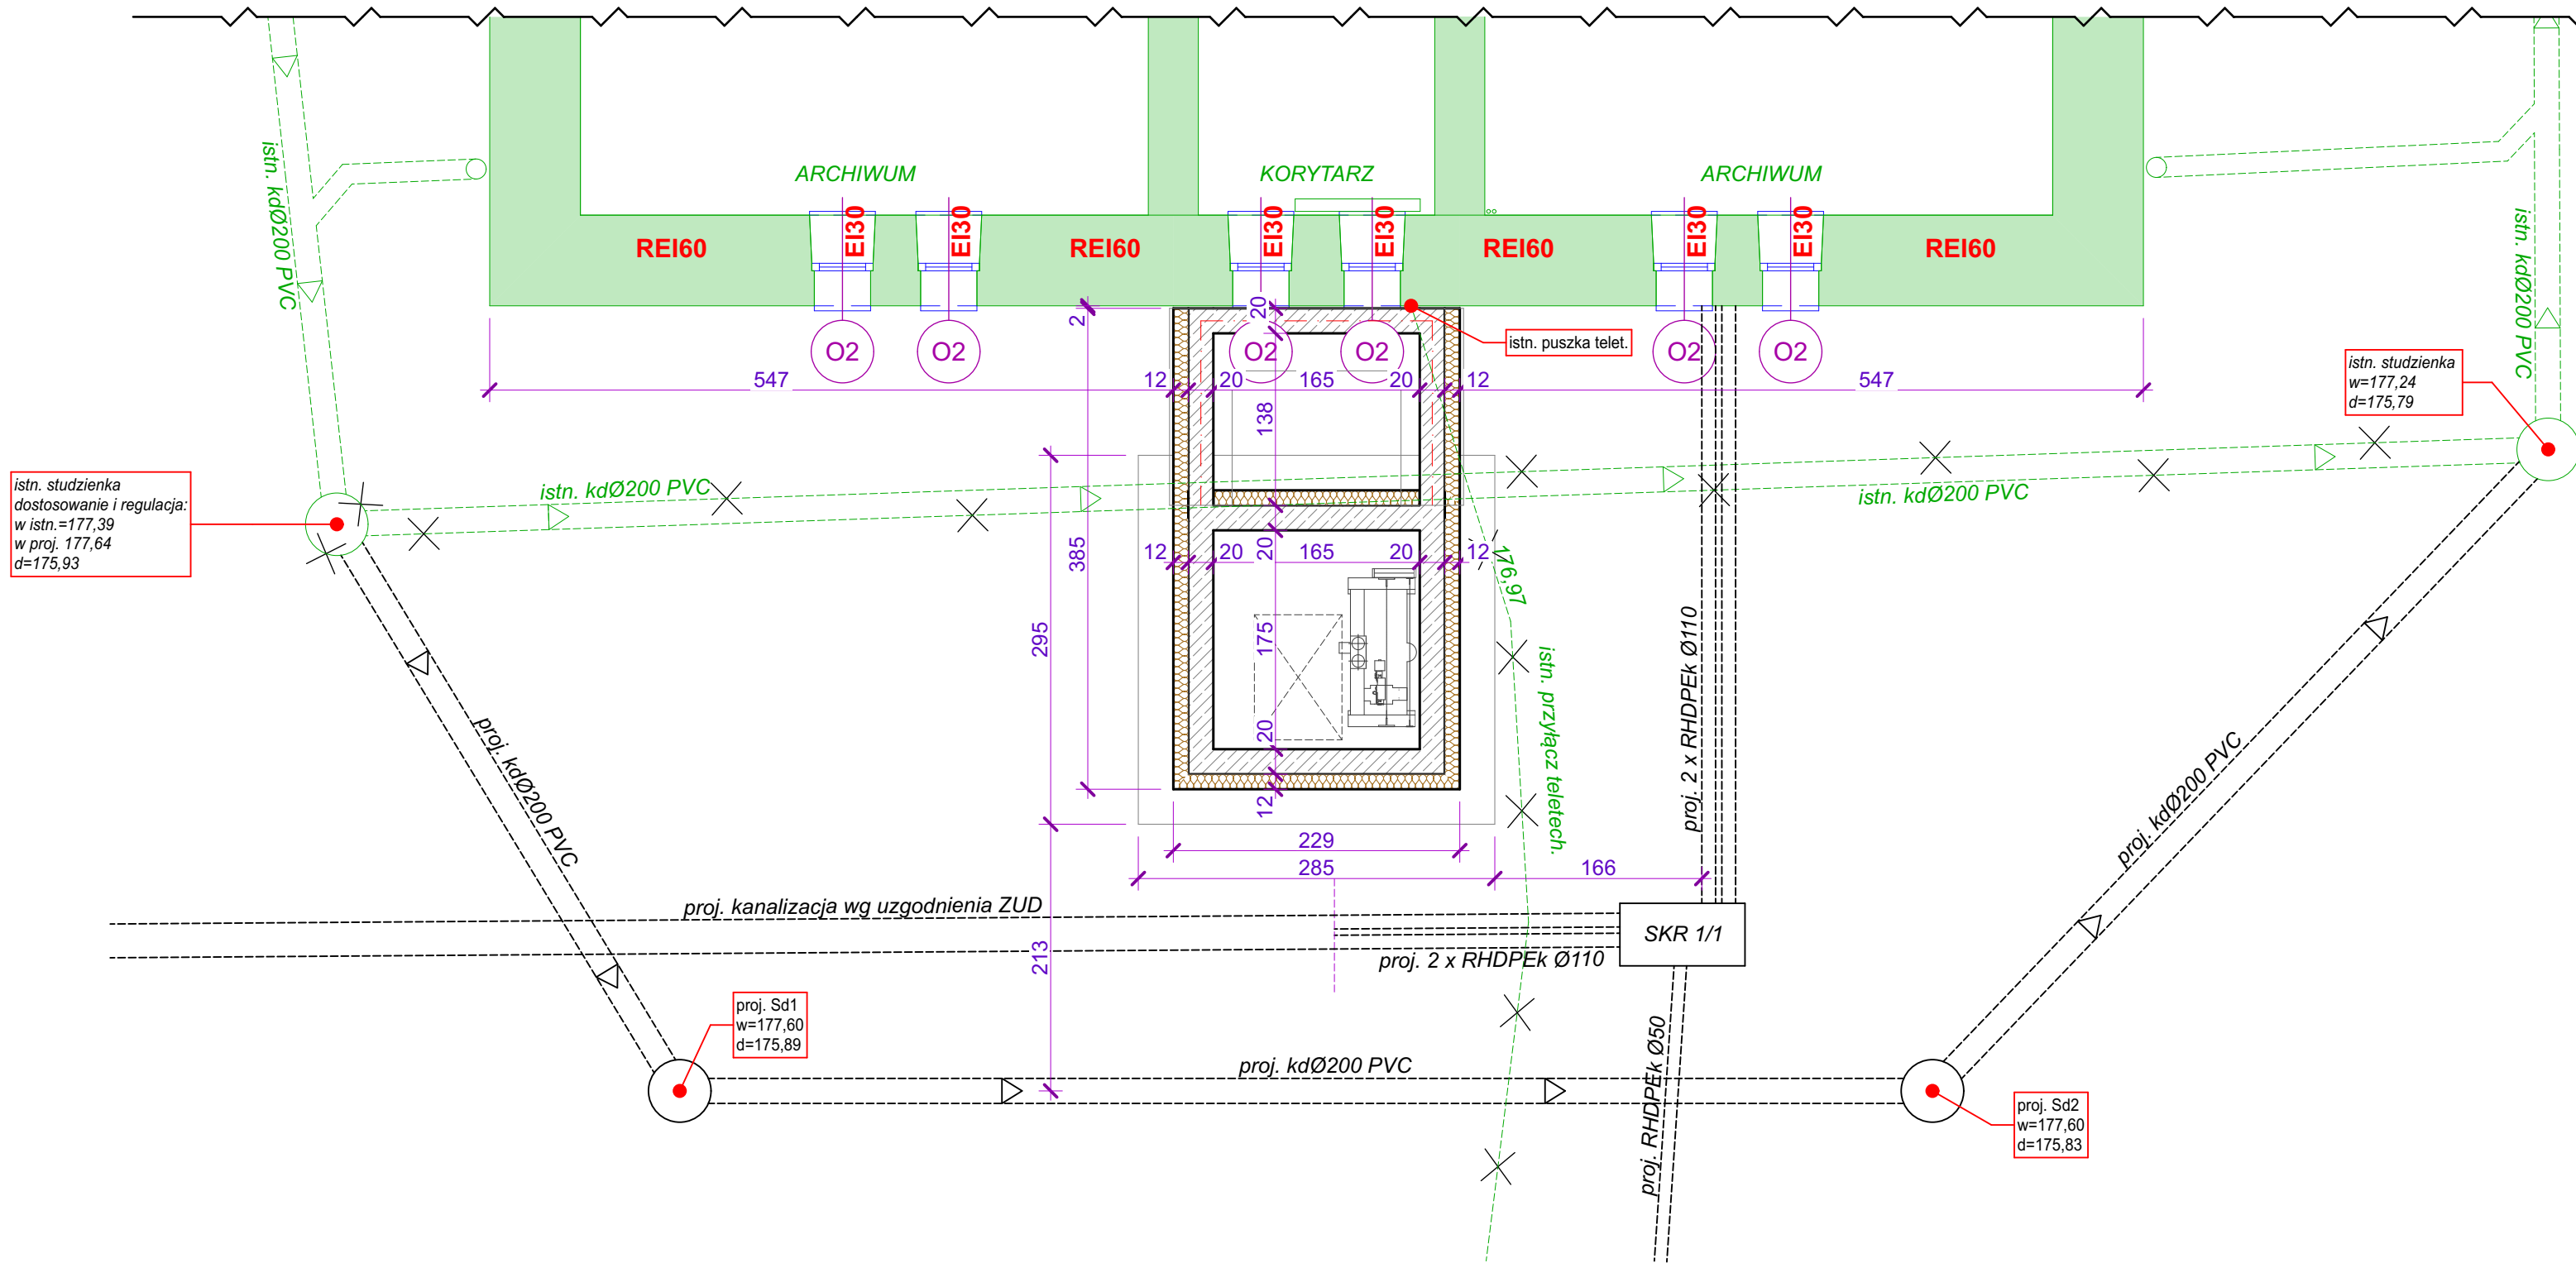 ARCHIWUM
KORYTARZ
ARCHIWUM
istn. kdØ200 PVC
REI60
EI30
EI30
REI60
EI30
EI30
REI60
EI30
EI30
REI60
istn. kdØ200 PVC
2
20
O2
O2
O2
O2
O2
O2
istn. puszka telet.
istn. studzienka
w=177,24
d=175,79
547
12
20
165
20
12
547
138
istn. studzienka
dostosowanie i regulacja:
w istn.=177,39
w proj. 177,64
d=175,93
istn. kdØ200 PVC
istn. kdØ200 PVC
385
12
20
20
165
20
12
176,97
295
175
20
12
istn. przyłącz teletech.
proj. 2 x RHDPEk Ø110
proj. kdØ200 PVC
proj. kdØ200 PVC
229
285
166
proj. kanalizacja wg uzgodnienia ZUD
SKR 1/1
213
proj. 2 x RHDPEk Ø110
proj. Sd1
w=177,60
d=175,89
proj. kdØ200 PVC
proj. RHDPEk Ø50
proj. Sd2
w=177,60
d=175,83